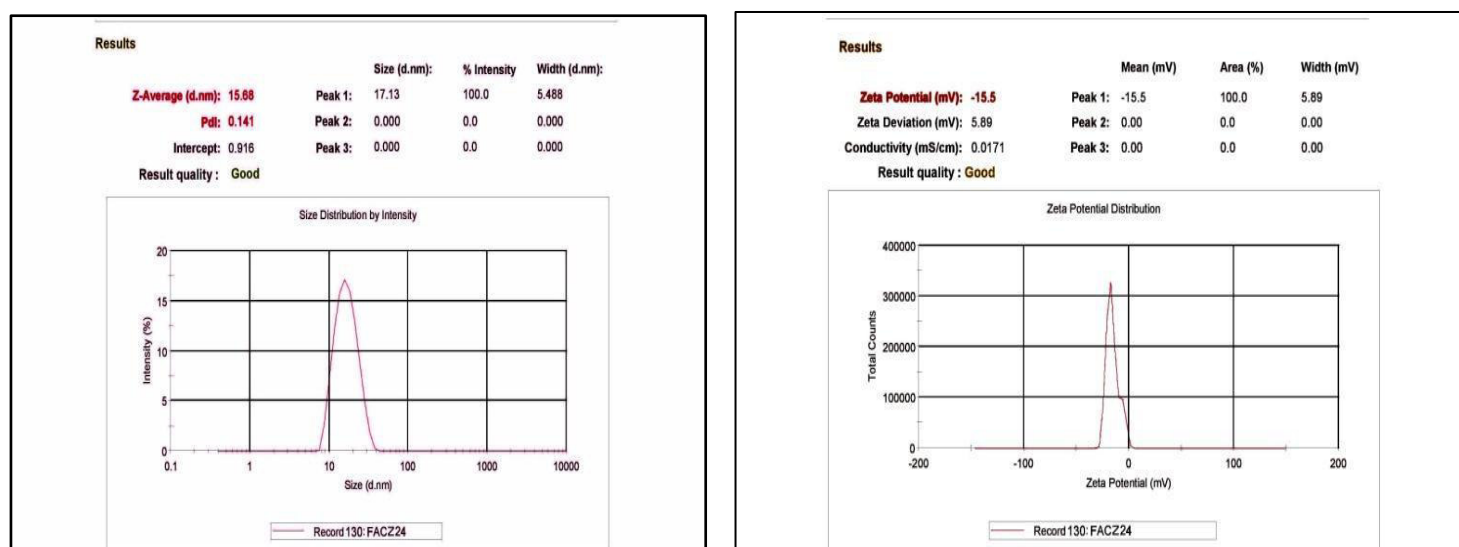 Results
Size (d.nm): % Intensity Width (d.nm):
Z-Average (d.nm): 15.68 Peak 1: 17.13 100.0 5.488
PdI: 0.141 Peak 2: 0.000 0.0 0.000
Intercept: 0.916 Peak 3: 0.000 0.0 0.000
Result quality : Good
Size Distribution by Intensity
Intensity (%)
20
15
10
5
0
0.1 1 10 100 1000 10000
Size (d.nm)
Record 130: FACZ24
Results
Mean (mV) Area (%) Width (mV)
Zeta Potential (mV): -15.5 Peak 1: -15.5 100.0 5.89
Zeta Deviation (mV): 5.89 Peak 2: 0.00 0.0 0.00
Conductivity (mS/cm): 0.0171 Peak 3: 0.00 0.0 0.00
Result quality : Good
Zeta Potential Distribution
Total Counts
400000
300000
200000
100000
0
-200 -100 0 100 200
Zeta Potential (mV)
Record 130: FACZ24